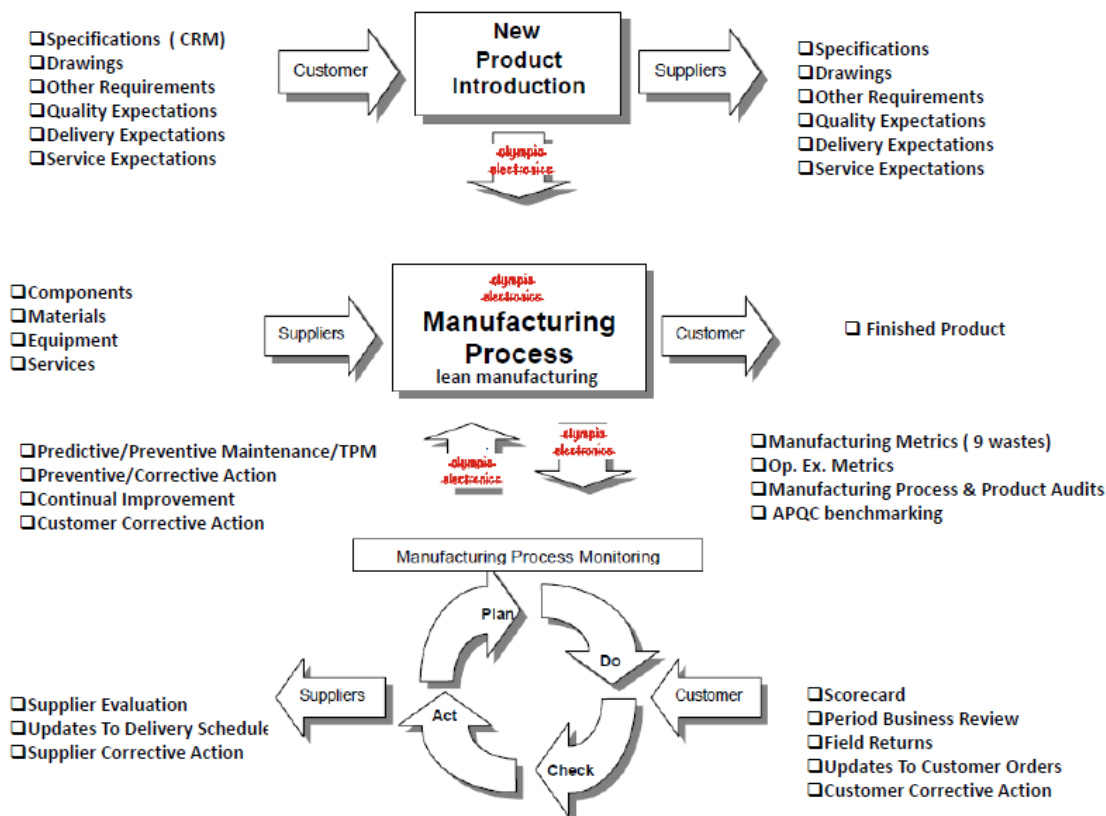 ❑Specifications ( CRM)
❑Drawings
❑Other Requirements
❑Quality Expectations
❑Delivery Expectations
❑Service Expectations
Customer
New
Product
Introduction
Suppliers
❑Specifications
❑Drawings
❑Other Requirements
❑Quality Expectations
❑Delivery Expectations
❑Service Expectations
olympia
electronics
❑Components
❑Materials
❑Equipment
❑Services
Suppliers
olympia
electronics
Manufacturing
Process
lean manufacturing
Customer
❑ Finished Product
❑Predictive/Preventive Maintenance/TPM
❑Preventive/Corrective Action
❑Continual Improvement
❑Customer Corrective Action
olympia
electronics
olympia
electronics
❑Manufacturing Metrics ( 9 wastes)
❑Op. Ex. Metrics
❑Manufacturing Process & Product Audits
❑ APQC benchmarking
Manufacturing Process Monitoring
Plan
Do
Check
Act
Suppliers
❑Supplier Evaluation
❑Updates To Delivery Schedule
❑Supplier Corrective Action
Customer
❑Scorecard
❑Period Business Review
❑Field Returns
❑Updates To Customer Orders
❑Customer Corrective Action